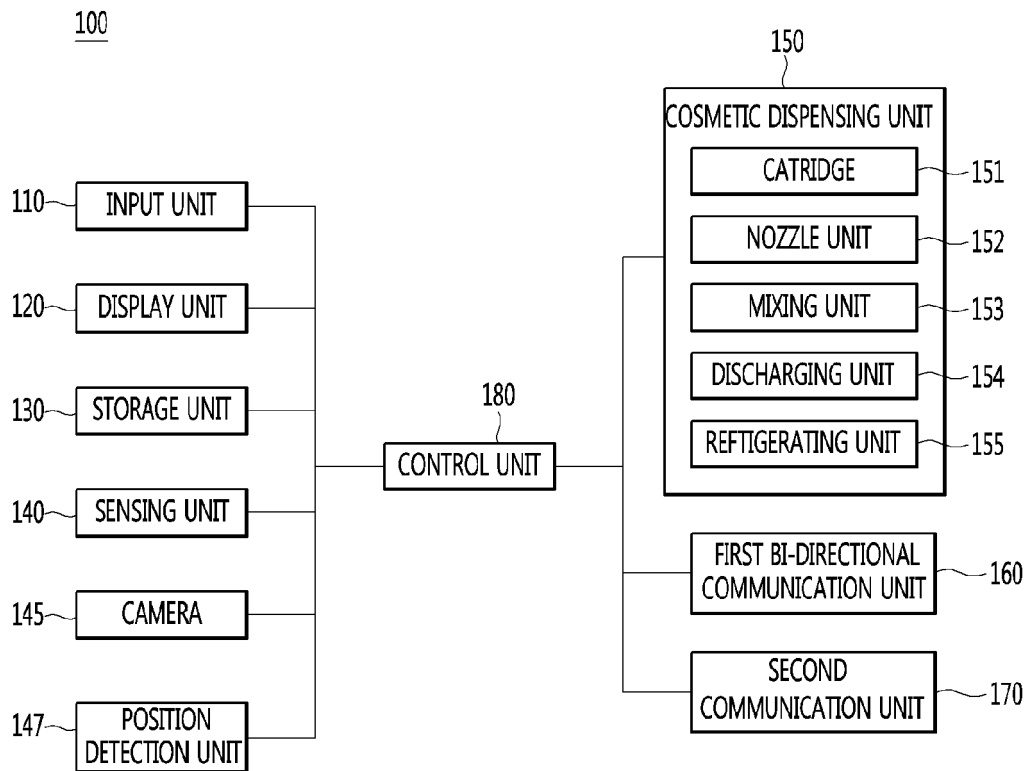 100
110
INPUT UNIT
120
DISPLAY UNIT
130
STORAGE UNIT
140
SENSING UNIT
145
CAMERA
147
POSITION
DETECTION UNIT
180
CONTROL UNIT
150
COSMETIC DISPENSING UNIT
CATRIDGE
151
NOZZLE UNIT
152
MIXING UNIT
153
DISCHARGING UNIT
154
REFTIGERATING UNIT
155
FIRST BI-DIRECTIONAL
COMMUNICATION UNIT
160
SECOND
COMMUNICATION UNIT
170